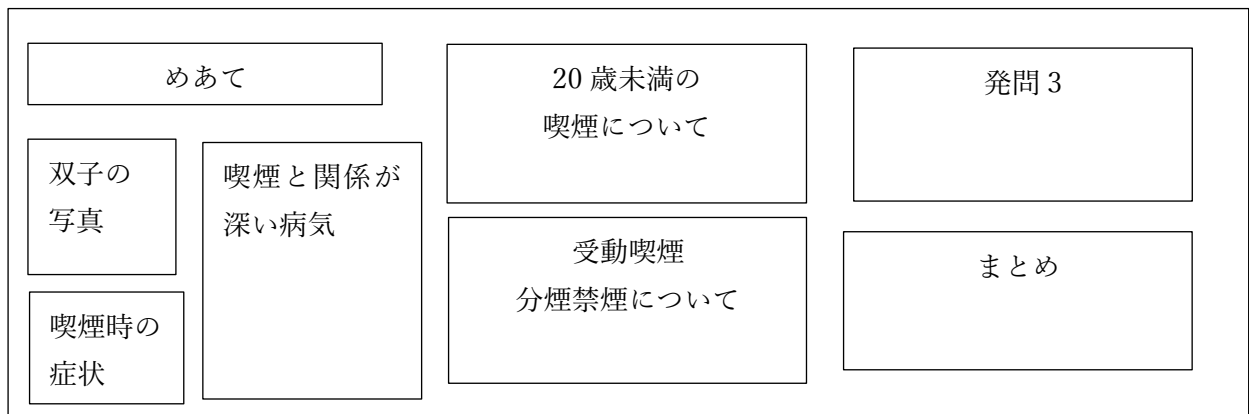 めあて
双子の
写真
喫煙時の
症状
喫煙と関係が
深い病気
20 歳未満の
喫煙について
受動喫煙
分煙禁煙について
発問 3
まとめ